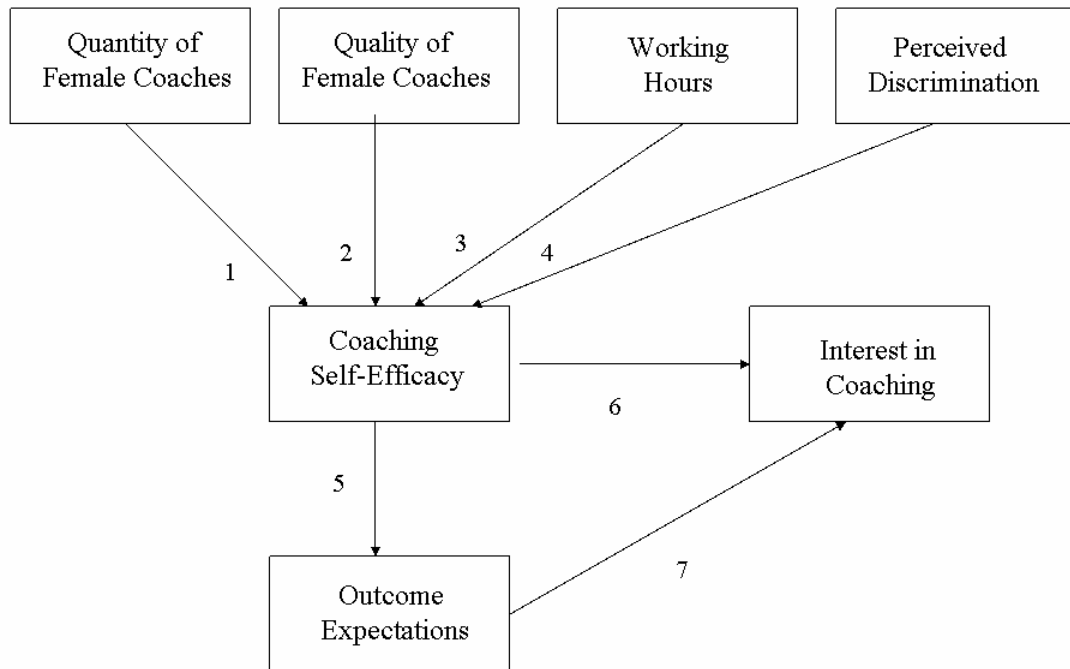 Quantity of
Female Coaches
Quality of
Female Coaches
Working
Hours
Perceived
Discrimination
1
2
3
4
Coaching
Self-Efficacy
Interest in
Coaching
6
5
7
Outcome
Expectations